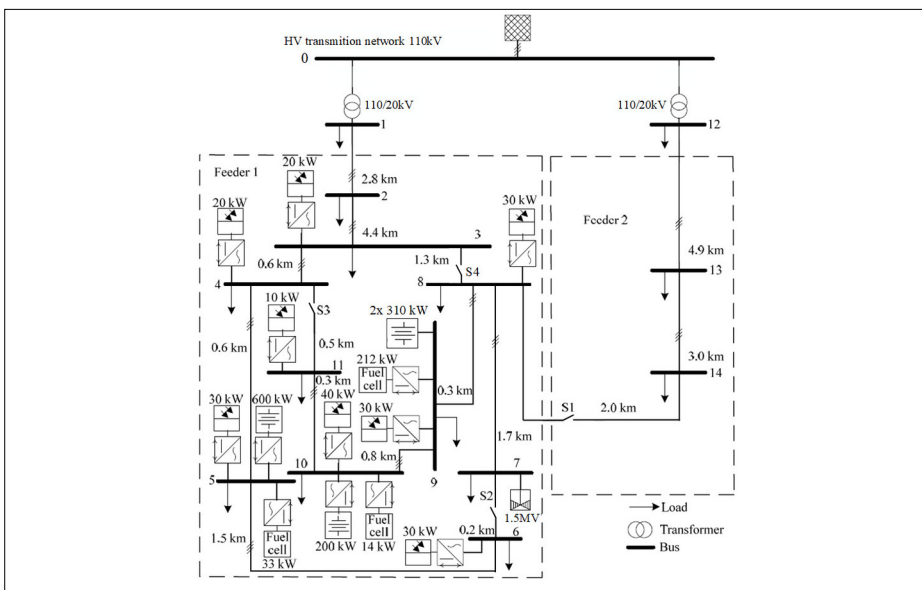 HV transmition network 110kV
0
110/20kV
110/20kV
1
12
Feeder 1
20 kW
2.8 km
2
20 kW
30 kW
Feeder 2
4.4 km
3
0.6 km
1.3 km
S4
4.9 km
4
8
13
10 kW
S3
2x 310 kW
0.6 km
0.5 km
212 kW
3.0 km
11
Fuel
cell
14
0.3 km
0.3 km
40 kW
S1
2.0 km
30 kW
600kW
30 kW
1.7 km
0.8 km
10
9
7
5
S2
1.5MV
Load
Fuel
cell
Fuel
cell
0.2 km
6
Transformer
1.5 km
33 kW
200 kW
14 kW
30 kW
Bus